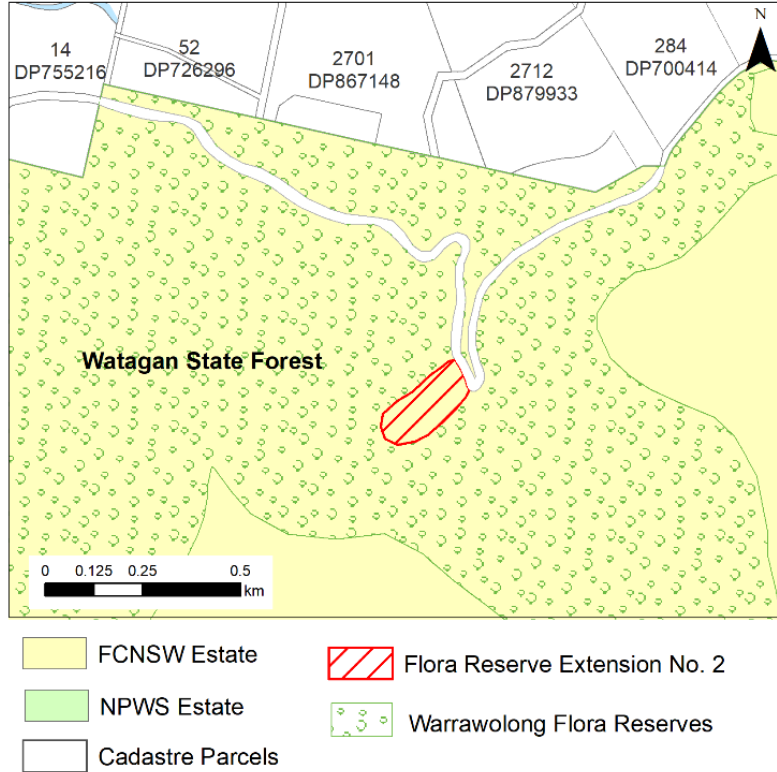 N
14
DP755216
52
DP726296
2701
DP867148
2712
DP879933
284
DP700414
Watagan State Forest
0 0.125 0.25 0.5
km
FCNSW Estate
Flora Reserve Extension No. 2
NPWS Estate
Warrawolong Flora Reserves
Cadastre Parcels